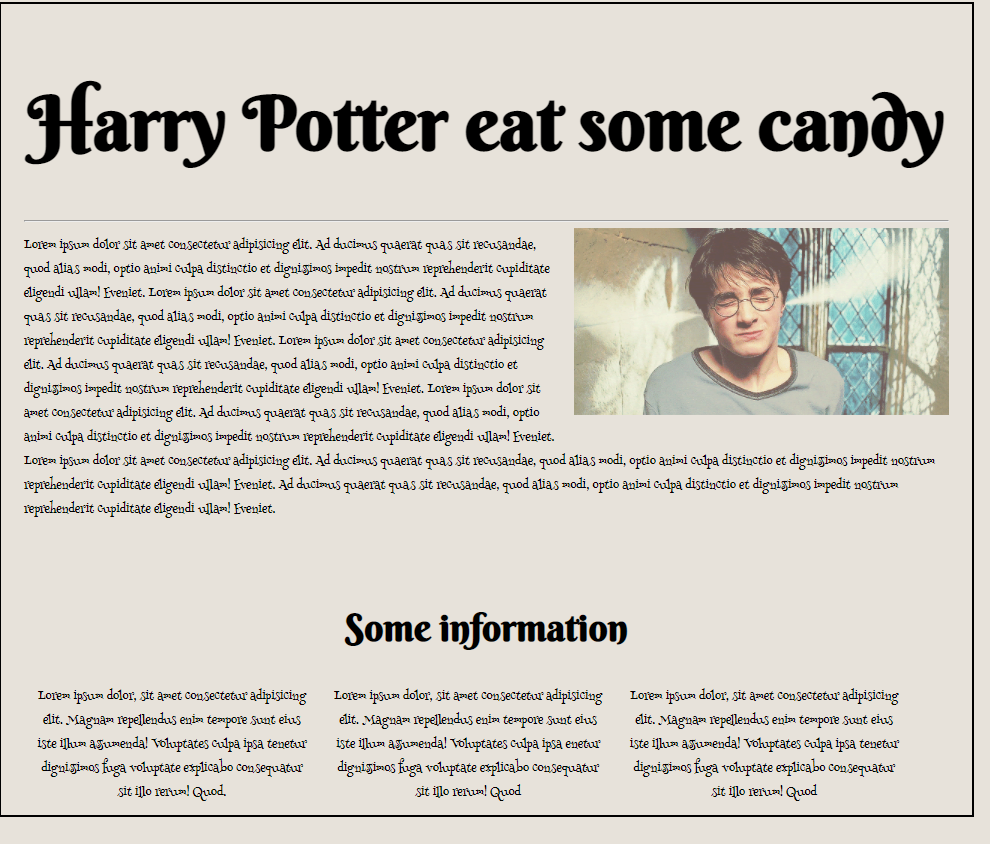 Harry Potter eat some candy
Lorem ipsum dolor sit amet consectetur adipisicing elit. Ad ducimus quaerat quas sit recusandae,
quod alias modi, optio animi culpa distinctio et dignissimos impedit nostrum reprehenderit cupiditate
eligendi ullam! Eveniet. Lorem ipsum dolor sit amet consectetur adipisicing elit. Ad ducimus quaerat
quas sit recusandae, quod alias modi, optio animi culpa distinctio et dignissimos impedit nostrum
reprehenderit cupiditate eligendi ullam! Eveniet. Lorem ipsum dolor sit amet consectetur adipisicing
elit. Ad ducimus quaerat quas sit recusandae, quod alias modi, optio animi culpa distinctio et
dignissimos impedit nostrum reprehenderit cupiditate eligendi ullam! Eveniet. Lorem ipsum dolor sit
amet consectetur adipisicing elit. Ad ducimus quaerat quas sit recusandae, quod alias modi, optio
animi culpa distinctio et dignissimos impedit nostrum reprehenderit cupiditate eligendi ullam! Eveniet.
Lorem ipsum dolor sit amet consectetur adipisicing elit. Ad ducimus quaerat quas sit recusandae, quod alias modi, optio animi culpa distinctio et dignissimos impedit nostrum
reprehenderit cupiditate eligendi ullam! Eveniet. Ad ducimus quaerat quas sit recusandae, quod alias modi, optio animi culpa distinctio et dignissimos impedit nostrum
reprehenderit cupiditate eligendi ullam! Eveniet.
Some information
Lorem ipsum dolor, sit amet consectetur adipisicing
elit. Magnam repellendus enim tempore sunt eius
iste illum assumenda! Voluptates culpa ipsa tenetur
dignissimos fuga voluptate explicabo consequatur
sit illo rerum! Quod.
Lorem ipsum dolor, sit amet consectetur adipisicing
elit. Magnam repellendus enim tempore sunt eius
iste illum assumenda! Voluptates culpa ipsa enetur
dignissimos fuga voluptate explicabo consequatur
sit illo rerum! Quod
Lorem ipsum dolor, sit amet consectetur adipisicing
elit. Magnam repellendus enim tempore sunt eius
iste illum assumenda! Voluptates culpa ipsa tenetur
dignissimos fuga voluptate explicabo consequatur
sit illo rerum! Quod